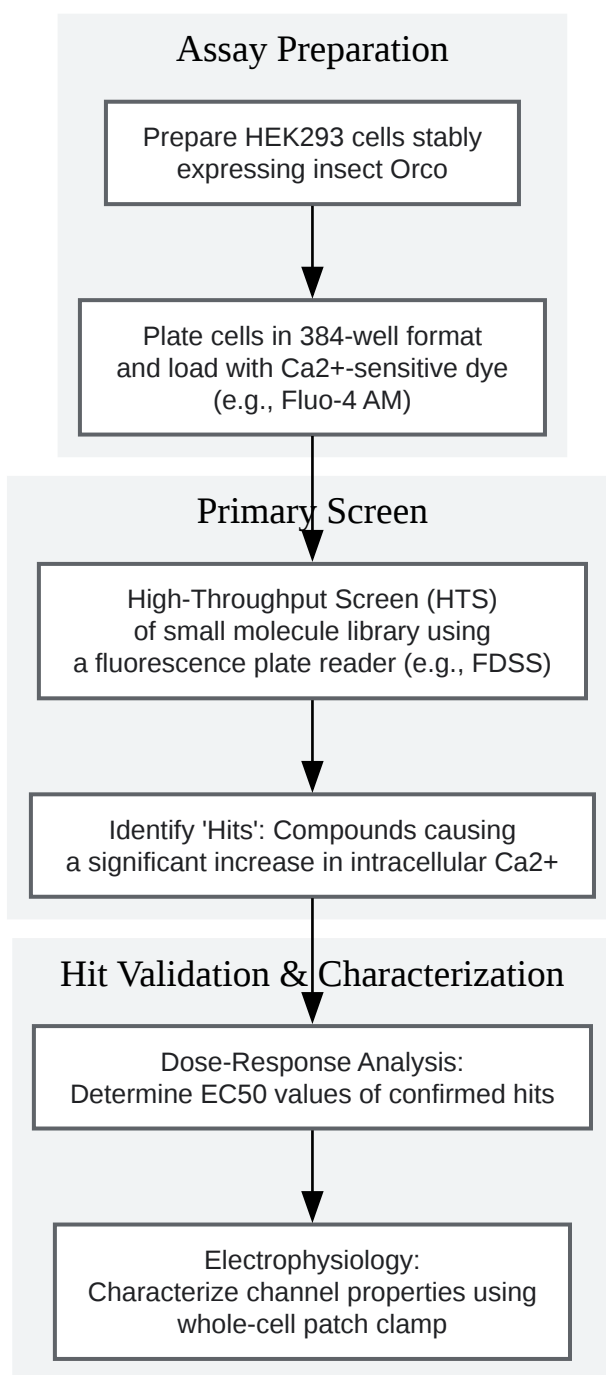 Assay Preparation
Prepare HEK293 cells stably
expressing insect Orco
Plate cells in 384-well format
and load with Ca2+-sensitive dye
(e.g., Fluo-4 AM)
Primary Screen
High-Throughput Screen (HTS)
of small molecule library using
a fluorescence plate reader (e.g., FDSS)
Identify 'Hits': Compounds causing
a significant increase in intracellular Ca2+
Hit Validation & Characterization
Dose-Response Analysis:
Determine EC50 values of confirmed hits
Electrophysiology:
Characterize channel properties using
whole-cell patch clamp